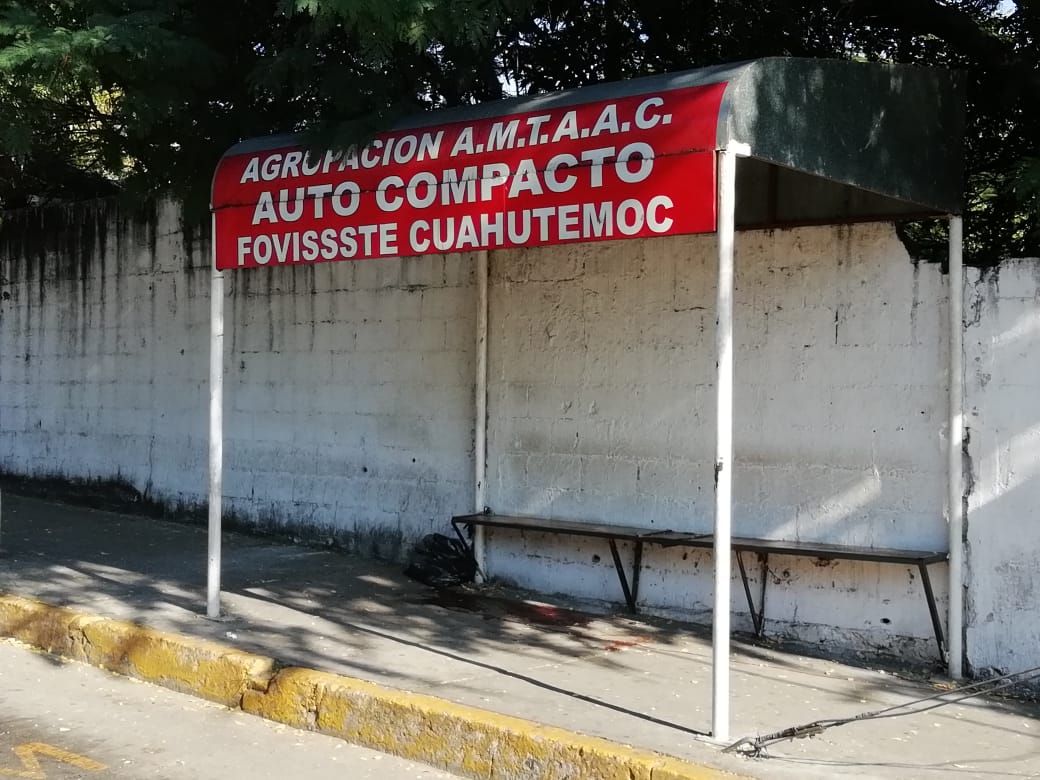 AGRUPACION A.M.T.A.A.C.
AUTO COMPACTO
FOVISSSTE CUAHUTEMOC